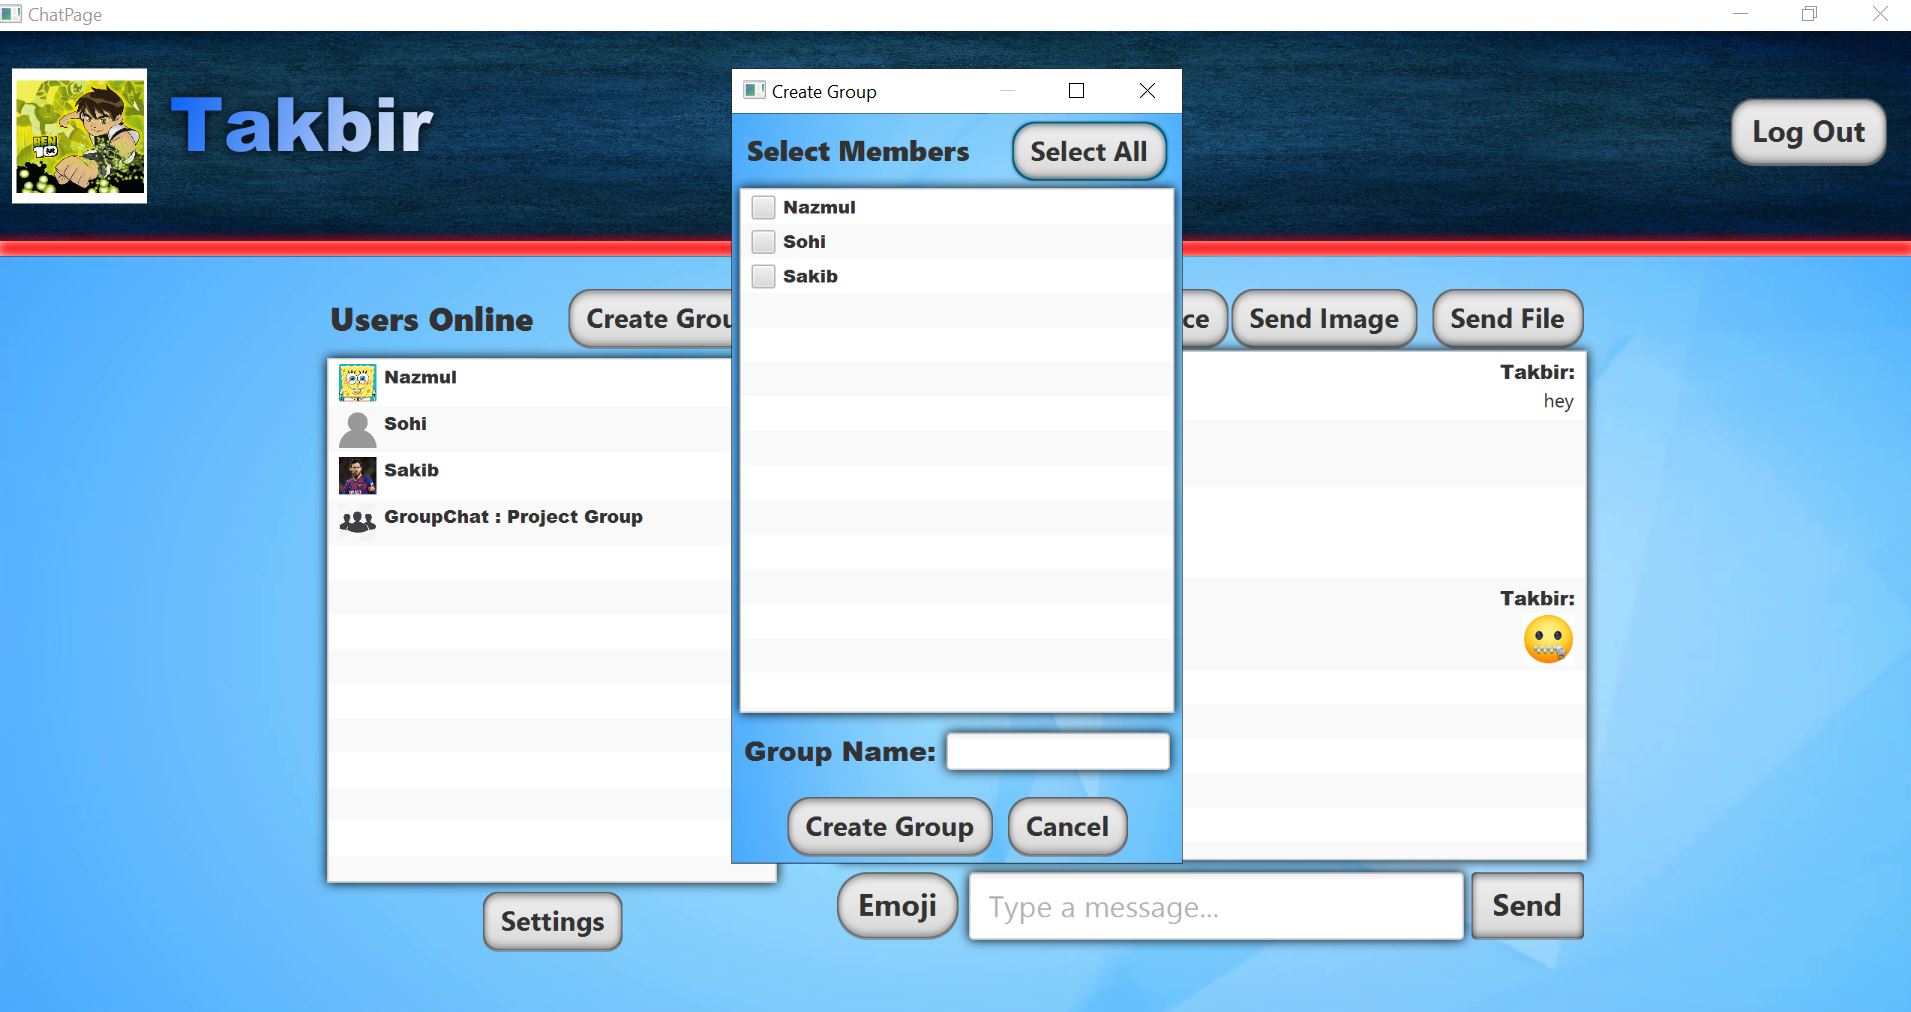 ChatPage
BEN
10
Takbir
Log Out
Create Group
Select Members
Select All
Nazmul
Sohi
Sakib
Group Name:
Create Group
Cancel
Users Online
Create Grou
ce
Send Image
Send File
Nazmul
Sohi
Sakib
GroupChat : Project Group
Takbir:
hey
Takbir:
Settings
Emoji
Type a message...
Send